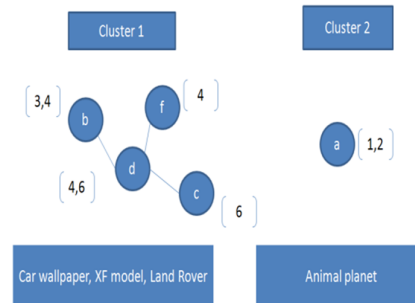 Cluster 1
Cluster 2
3,4
b
f
4
a
1,2
d
4,6
c
6
Car wallpaper, XF model, Land Rover
Animal planet